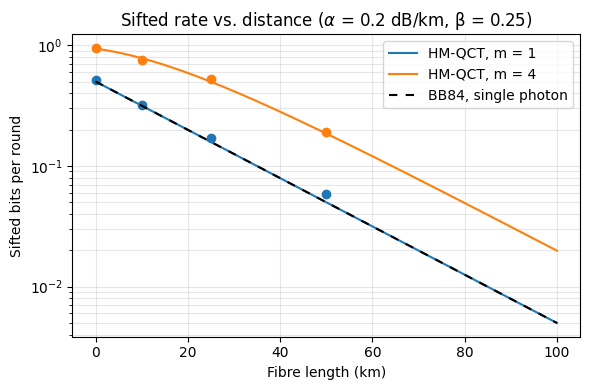 Sifted rate vs. distance (α = 0.2 dB/km, β = 0.25)
HM-QCT, m = 1
HM-QCT, m = 4
BB84, single photon
Sifted bits per round
10⁰
10⁻¹
10⁻²
0 20 40 60 80 100
Fibre length (km)